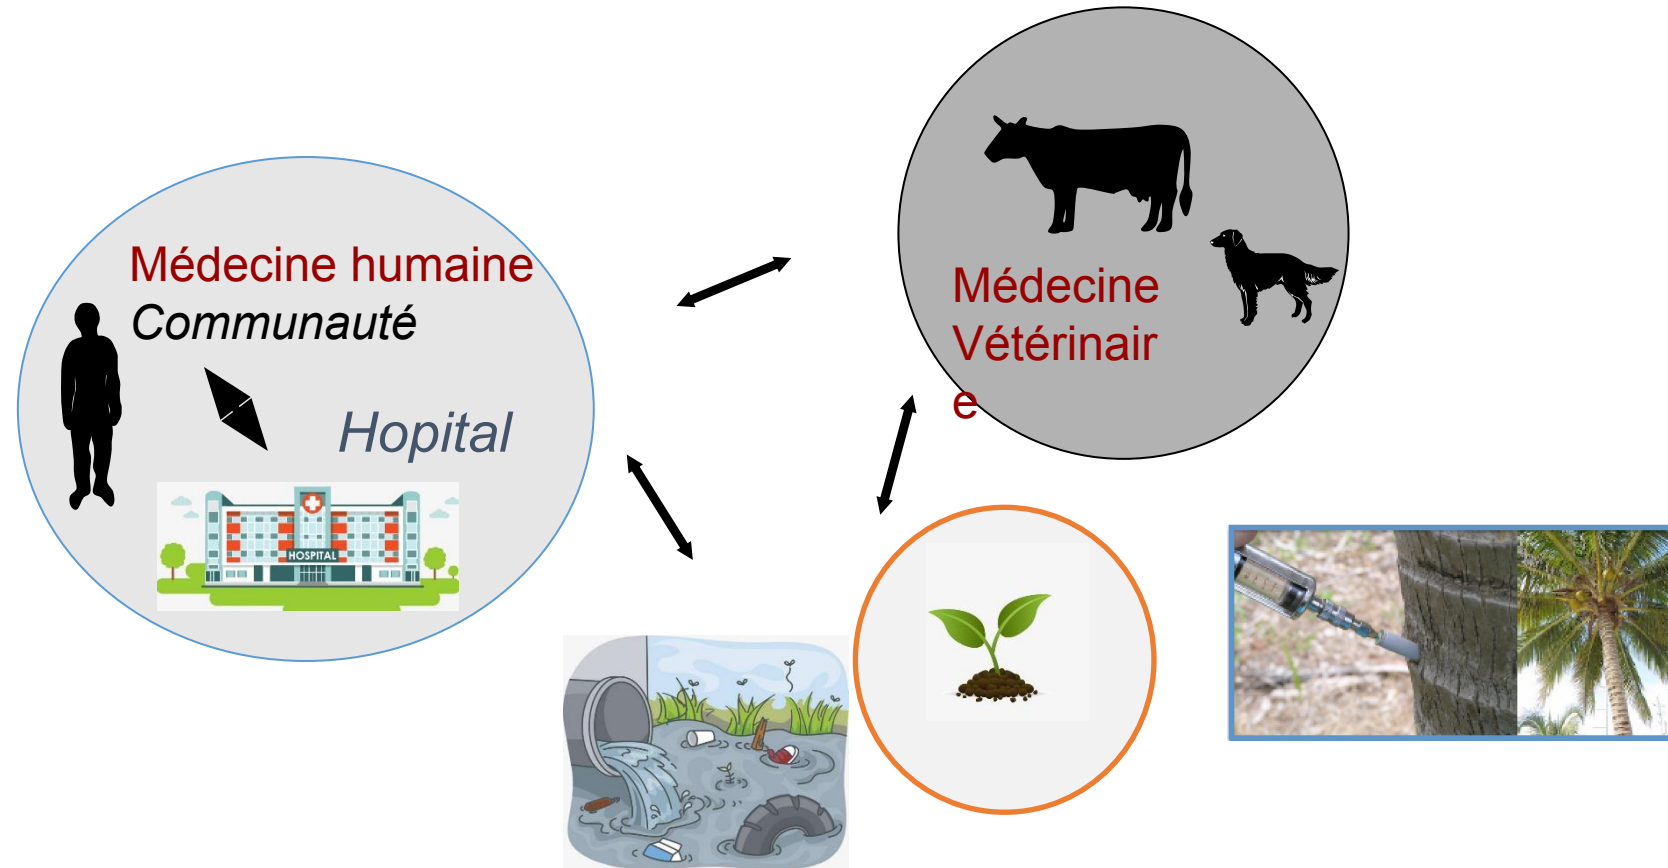 Médecine humaine
Communauté
Hopital
HOSPITAL
Médecine
Vétérinair
e